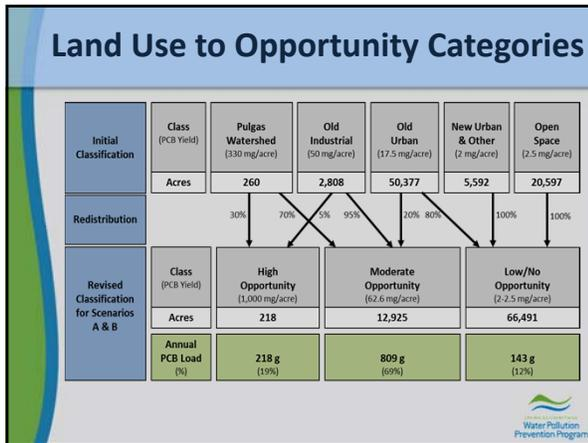 Land Use to Opportunity Categories
Initial
Classification
Class
(PCB Yield)
Pulgas
Watershed
(330 mg/acre)
Old
Industrial
(50 mg/acre)
Old
Urban
(17.5 mg/acre)
New Urban
& Other
(2 mg/acre)
Open
Space
(2.5 mg/acre)
Acres
260
2,808
50,377
5,592
20,597
Redistribution
30%
70%
5%
95%
20%
80%
100%
100%
Revised
Classification
for Scenarios
A & B
Class
(PCB Yield)
High
Opportunity
(1,000 mg/acre)
Moderate
Opportunity
(62.6 mg/acre)
Low/No
Opportunity
(2-2.5 mg/acre)
Acres
218
12,925
66,491
Annual
PCB Load
(%)
218 g
(19%)
809 g
(69%)
143 g
(12%)
Water Pollution
Prevention Program